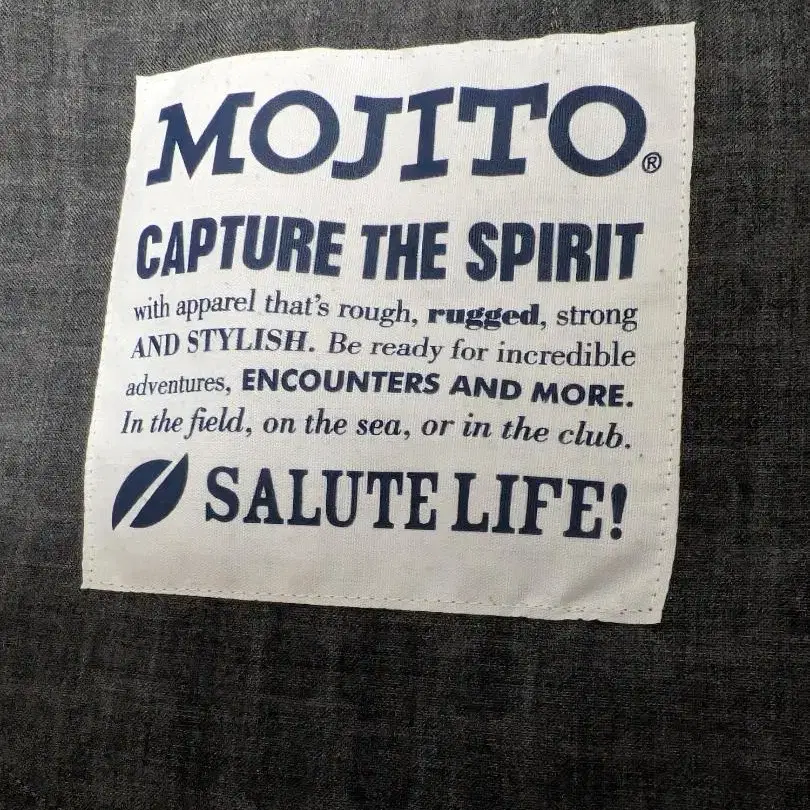 MOJITO®
CAPTURE THE SPIRIT
with apparel that's rough, rugged, strong
AND STYLISH. Be ready for incredible
adventures, ENCOUNTERS AND MORE.
In the field, on the sea, or in the club.
SALUTE LIFE!